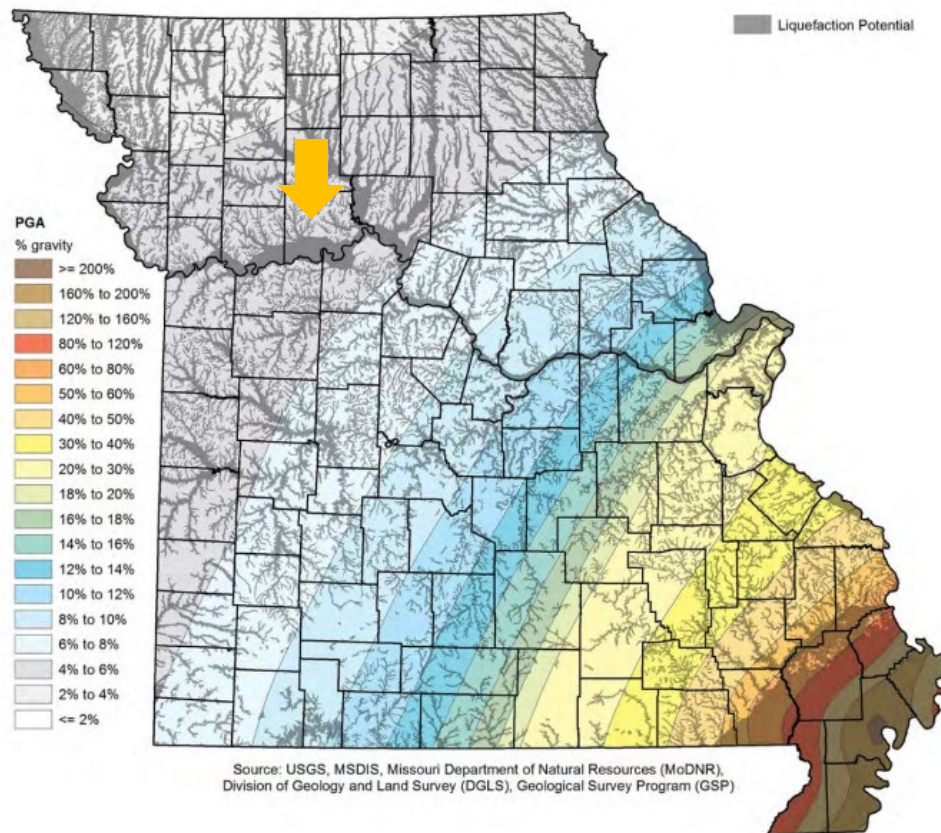 Liquefaction Potential
PGA
% gravity
>= 200%
160% to 200%
120% to 160%
80% to 120%
60% to 80%
50% to 60%
40% to 50%
30% to 40%
20% to 30%
18% to 20%
16% to 18%
14% to 16%
12% to 14%
10% to 12%
8% to 10%
6% to 8%
4% to 6%
2% to 4%
<= 2%
Source: USGS, MSDIS, Missouri Department of Natural Resources (MoDNR),
Division of Geology and Land Survey (DGLS), Geological Survey Program (GSP)